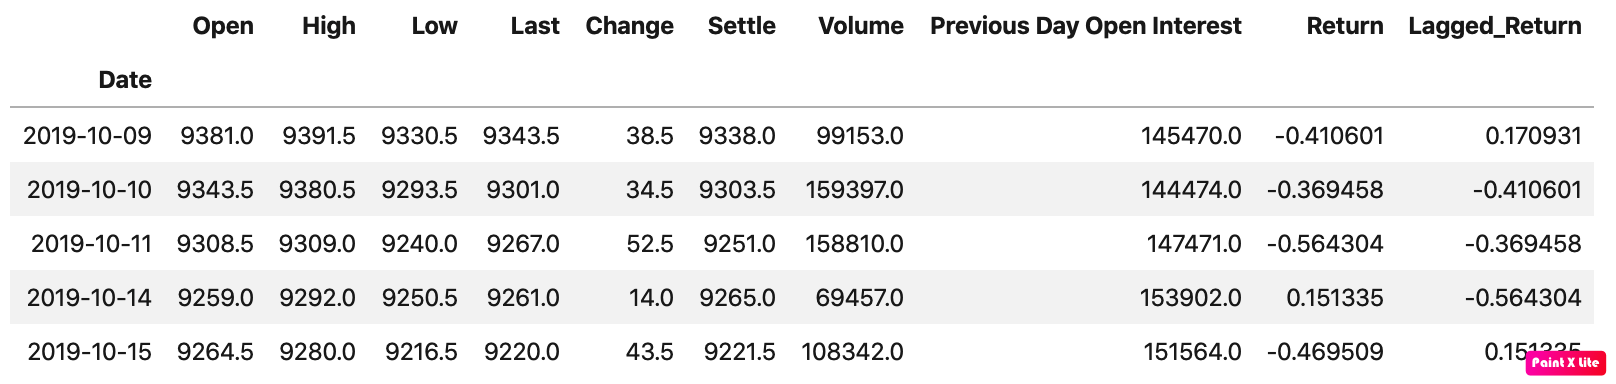 Open High Low Last Change Settle Volume Previous Day Open Interest Return Lagged_Return
Date
2019-10-09 9381.0 9391.5 9330.5 9343.5 38.5 9338.0 99153.0 145470.0 -0.410601 0.170931
2019-10-10 9343.5 9380.5 9293.5 9301.0 34.5 9303.5 159397.0 144474.0 -0.369458 -0.410601
2019-10-11 9308.5 9309.0 9240.0 9267.0 52.5 9251.0 158810.0 147471.0 -0.564304 -0.369458
2019-10-14 9259.0 9292.0 9250.5 9261.0 14.0 9265.0 69457.0 153902.0 0.151335 -0.564304
2019-10-15 9264.5 9280.0 9216.5 9220.0 43.5 9221.5 108342.0 151564.0 -0.469509 0.151335
Paint X Lite